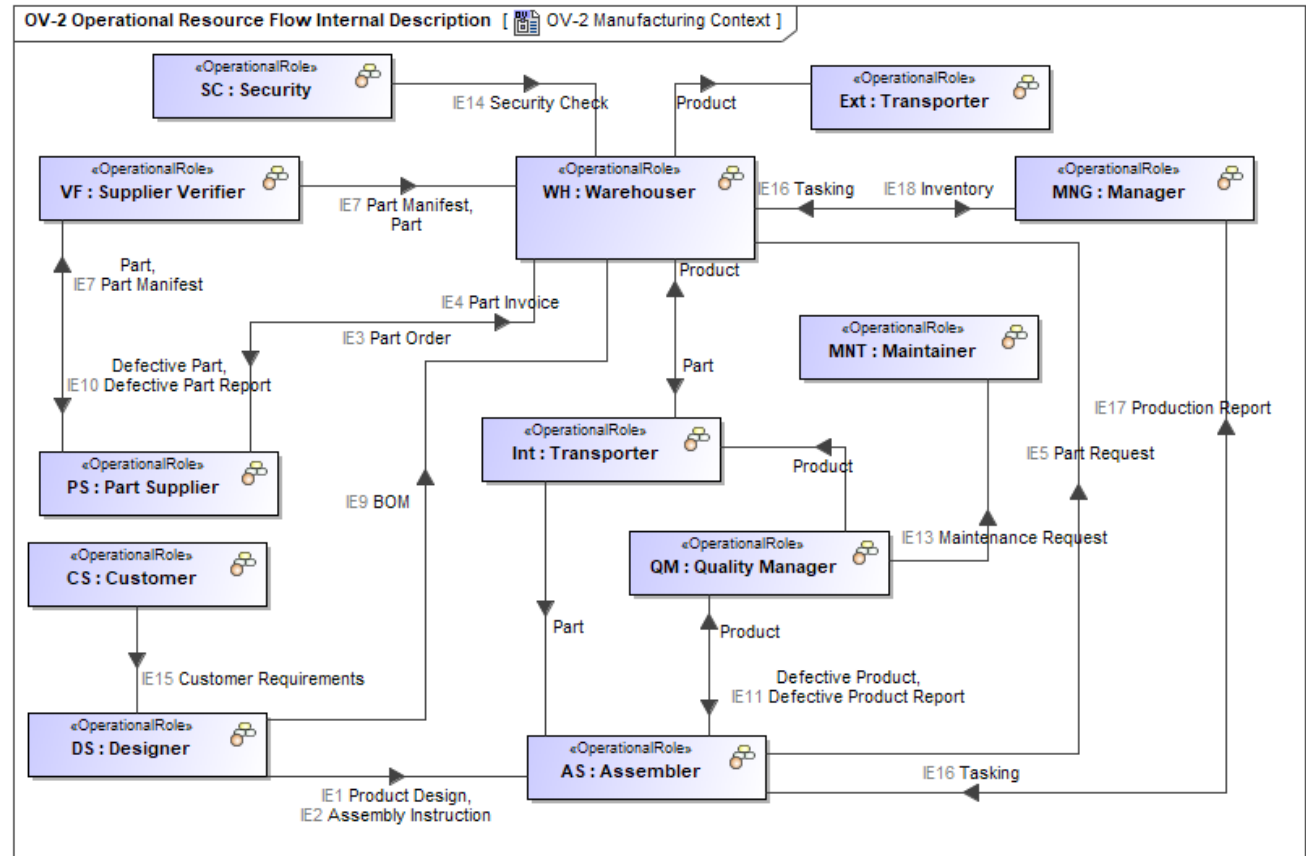 OV-2 Operational Resource Flow Internal Description [ OV-2 Manufacturing Context ]
«OperationalRole»
SC : Security
IE14 Security Check
Product
«OperationalRole»
Ext : Transporter
«OperationalRole»
VF : Supplier Verifier
IE7 Part Manifest,
Part
«OperationalRole»
WH : Warehouser
IE16 Tasking
IE18 Inventory
«OperationalRole»
MNG : Manager
Part,
IE7 Part Manifest
IE4 Part Invoice
IE3 Part Order
Product
Part
«OperationalRole»
MNT : Maintainer
Defective Part,
IE10 Defective Part Report
IE17 Production Report
«OperationalRole»
PS : Part Supplier
IE9 BOM
«OperationalRole»
Int : Transporter
Product
IE5 Part Request
IE13 Maintenance Request
«OperationalRole»
CS : Customer
«OperationalRole»
QM : Quality Manager
Part
Product
IE15 Customer Requirements
Defective Product,
IE11 Defective Product Report
«OperationalRole»
DS : Designer
«OperationalRole»
AS : Assembler
IE16 Tasking
IE1 Product Design,
IE2 Assembly Instruction